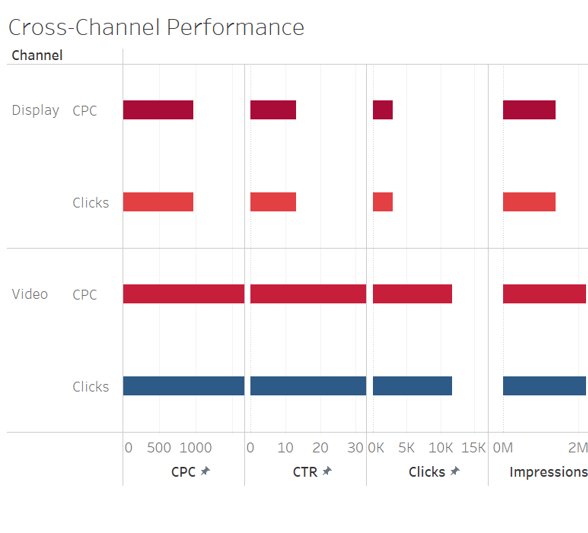 Cross-Channel Performance
Channel
Display CPC
Clicks
Video CPC
Clicks
0 500 1000 0 10 20 30 0K 5K 10K 15K 0M 2M
CPC CTR Clicks Impressions